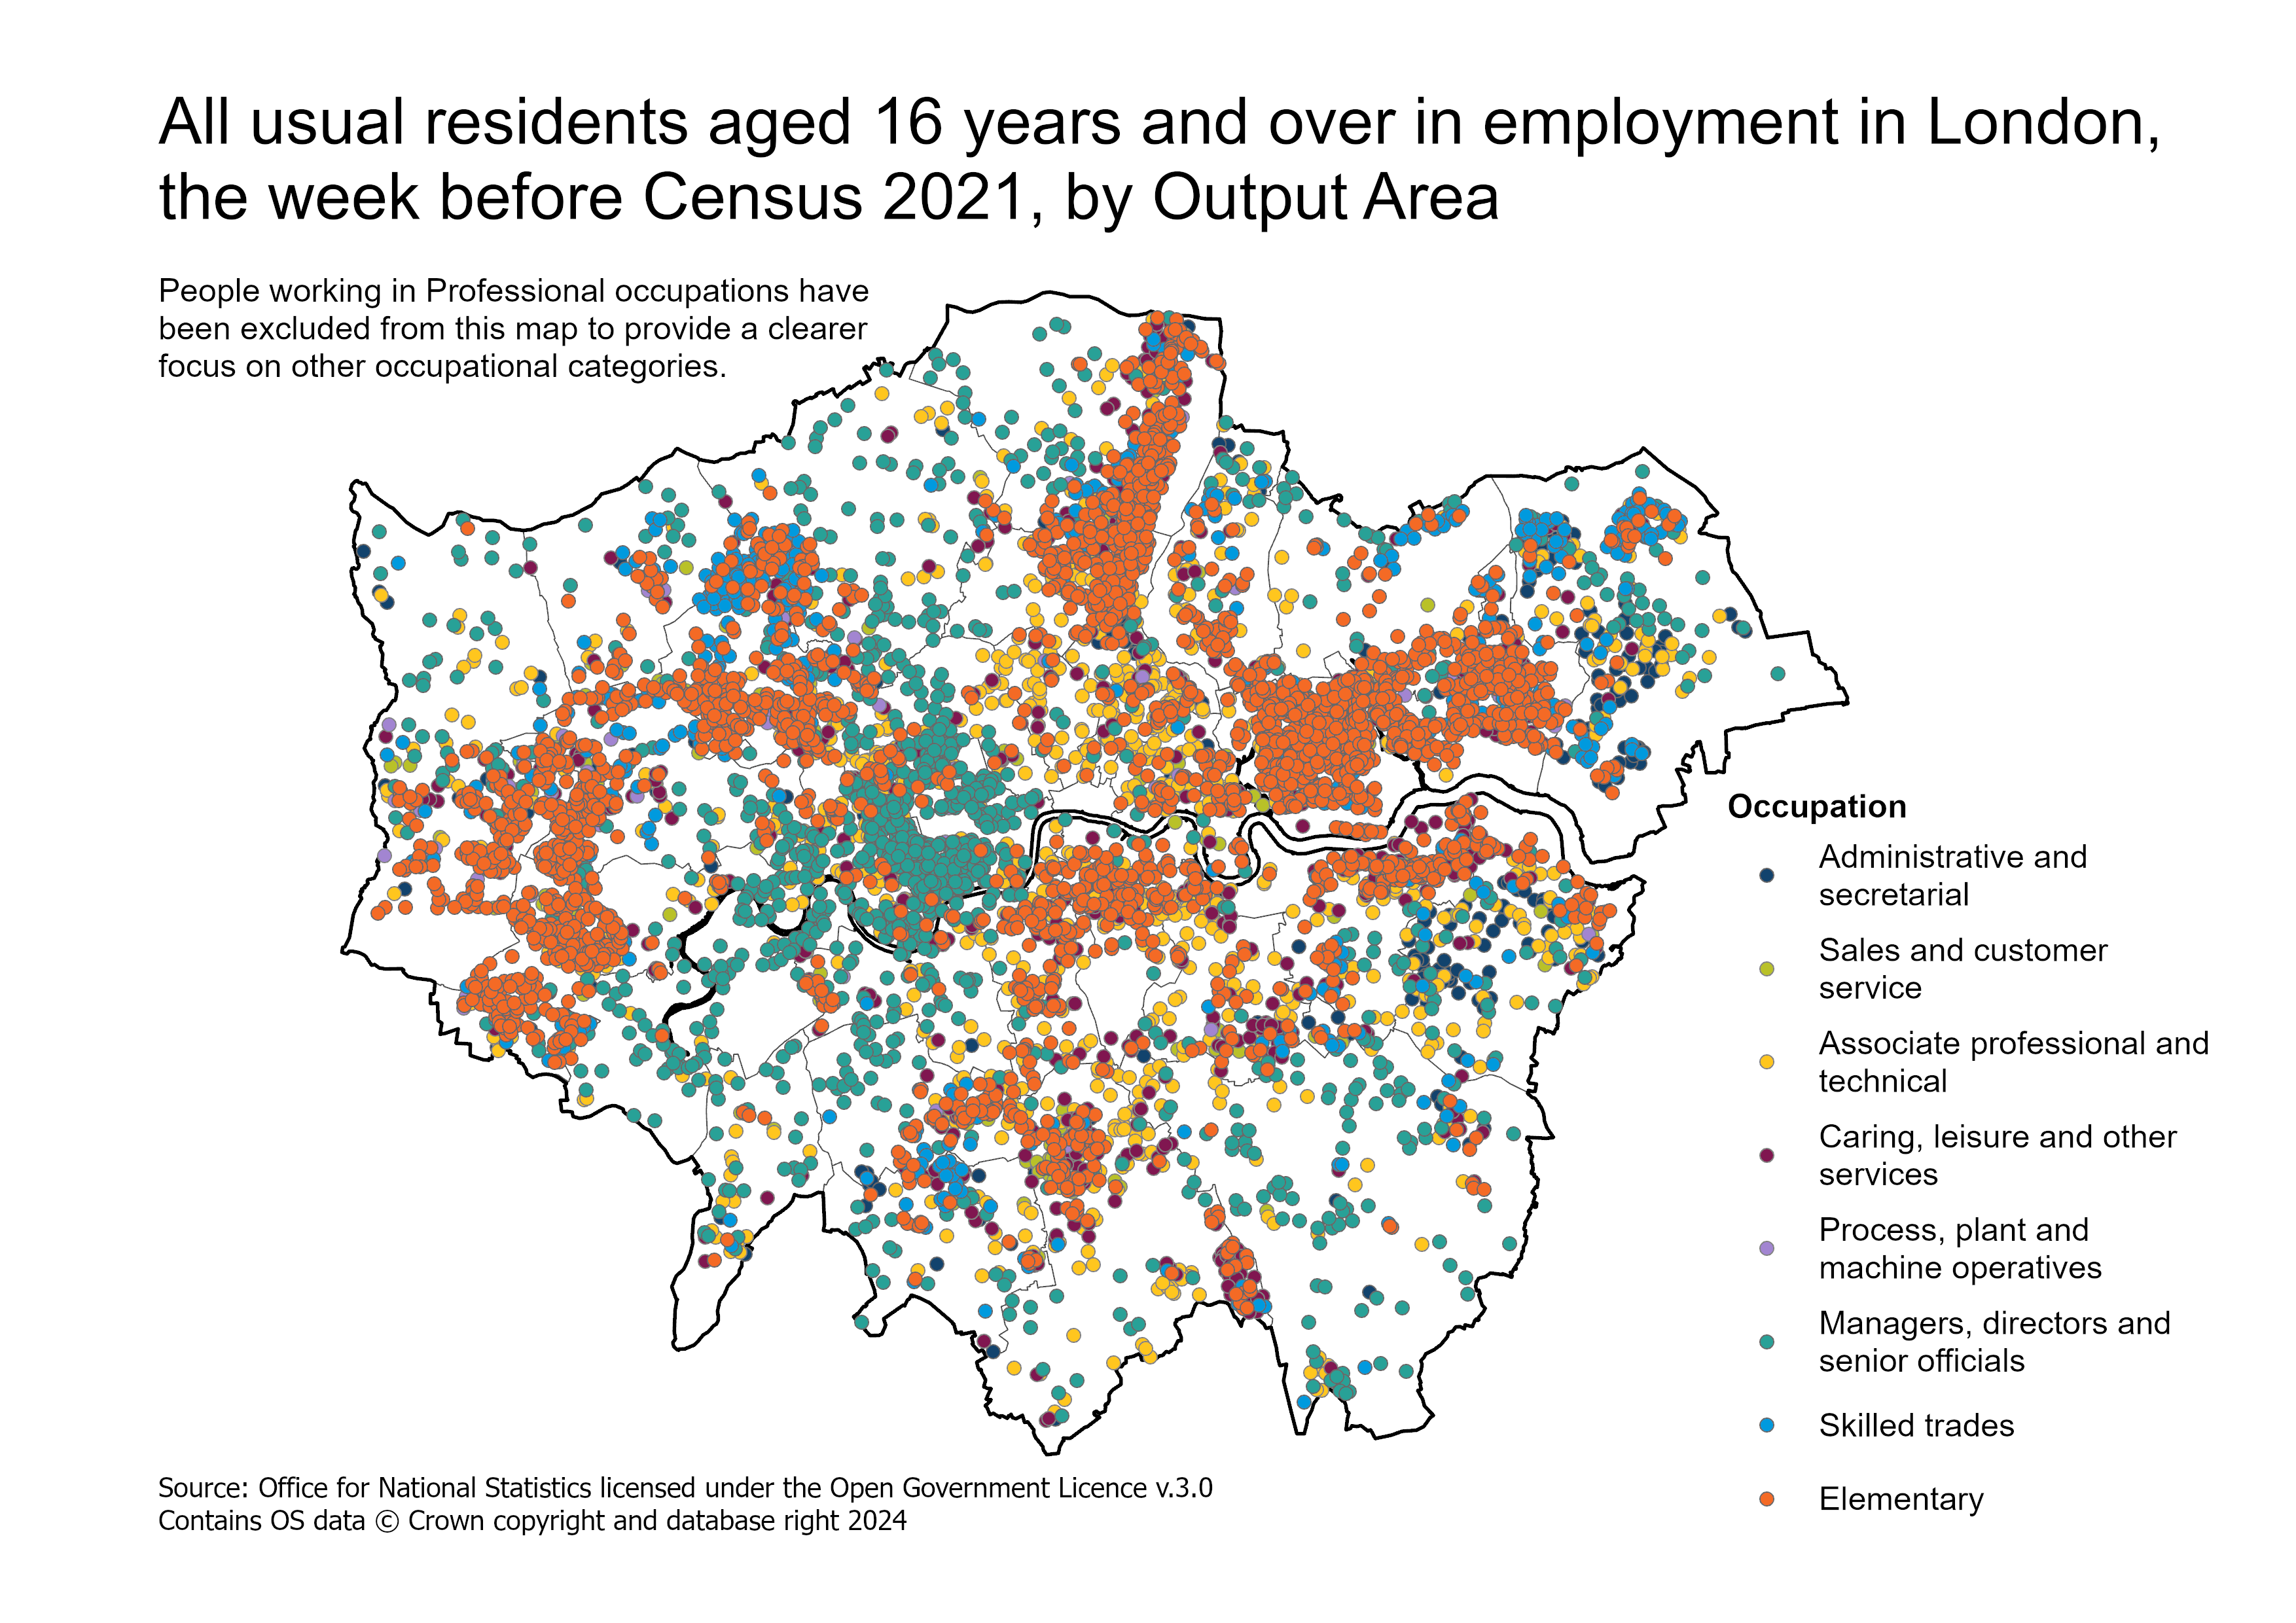 All usual residents aged 16 years and over in employment in London,
the week before Census 2021, by Output Area
People working in Professional occupations have
been excluded from this map to provide a clearer
focus on other occupational categories.
Occupation
Administrative and
secretarial
Sales and customer
service
Associate professional and
technical
Caring, leisure and other
services
Process, plant and
machine operatives
Managers, directors and
senior officials
Skilled trades
Elementary
Source: Office for National Statistics licensed under the Open Government Licence v.3.0
Contains OS data © Crown copyright and database right 2024